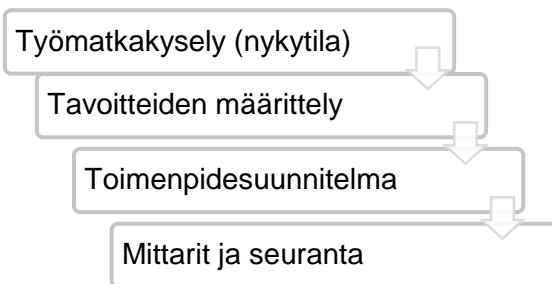 Työmatkakysely (nykytila)
Tavoitteiden määrittely
Toimenpidesuunnitelma
Mittarit ja seuranta